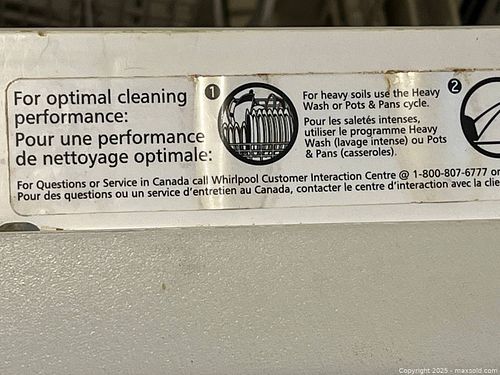 For optimal cleaning
performance:
Pour une performance
de nettoyage optimale:
1
For heavy soils use the Heavy
Wash or Pots & Pans cycle.
Pour les saletés intenses,
utiliser le programme Heavy
Wash (lavage intense) ou Pots
& Pans (casseroles).
2
For Questions or Service in Canada call Whirlpool Customer Interaction Centre @ 1-800-807-6777 or
Pour des questions ou un service d'entretien au Canada, contacter le centre d'interaction avec la clie
Copyright 2025 - maxsold.com